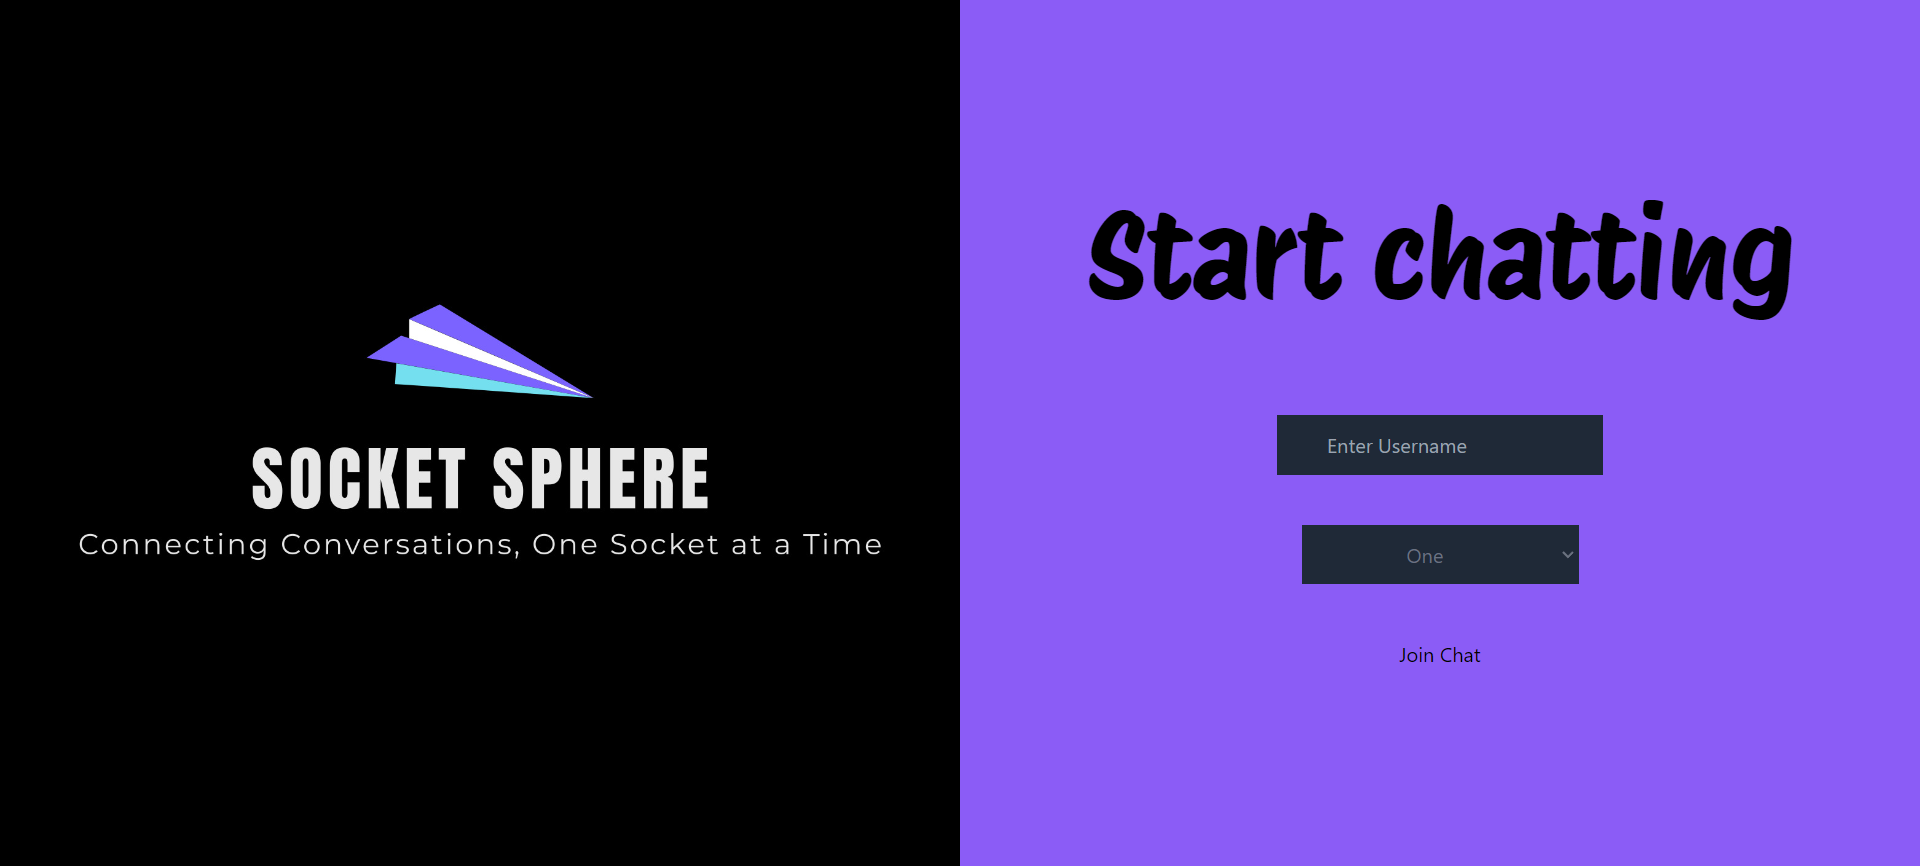 SOCKET SPHERE
Connecting Conversations, One Socket at a Time
Start chatting
Enter Username
One
Join Chat